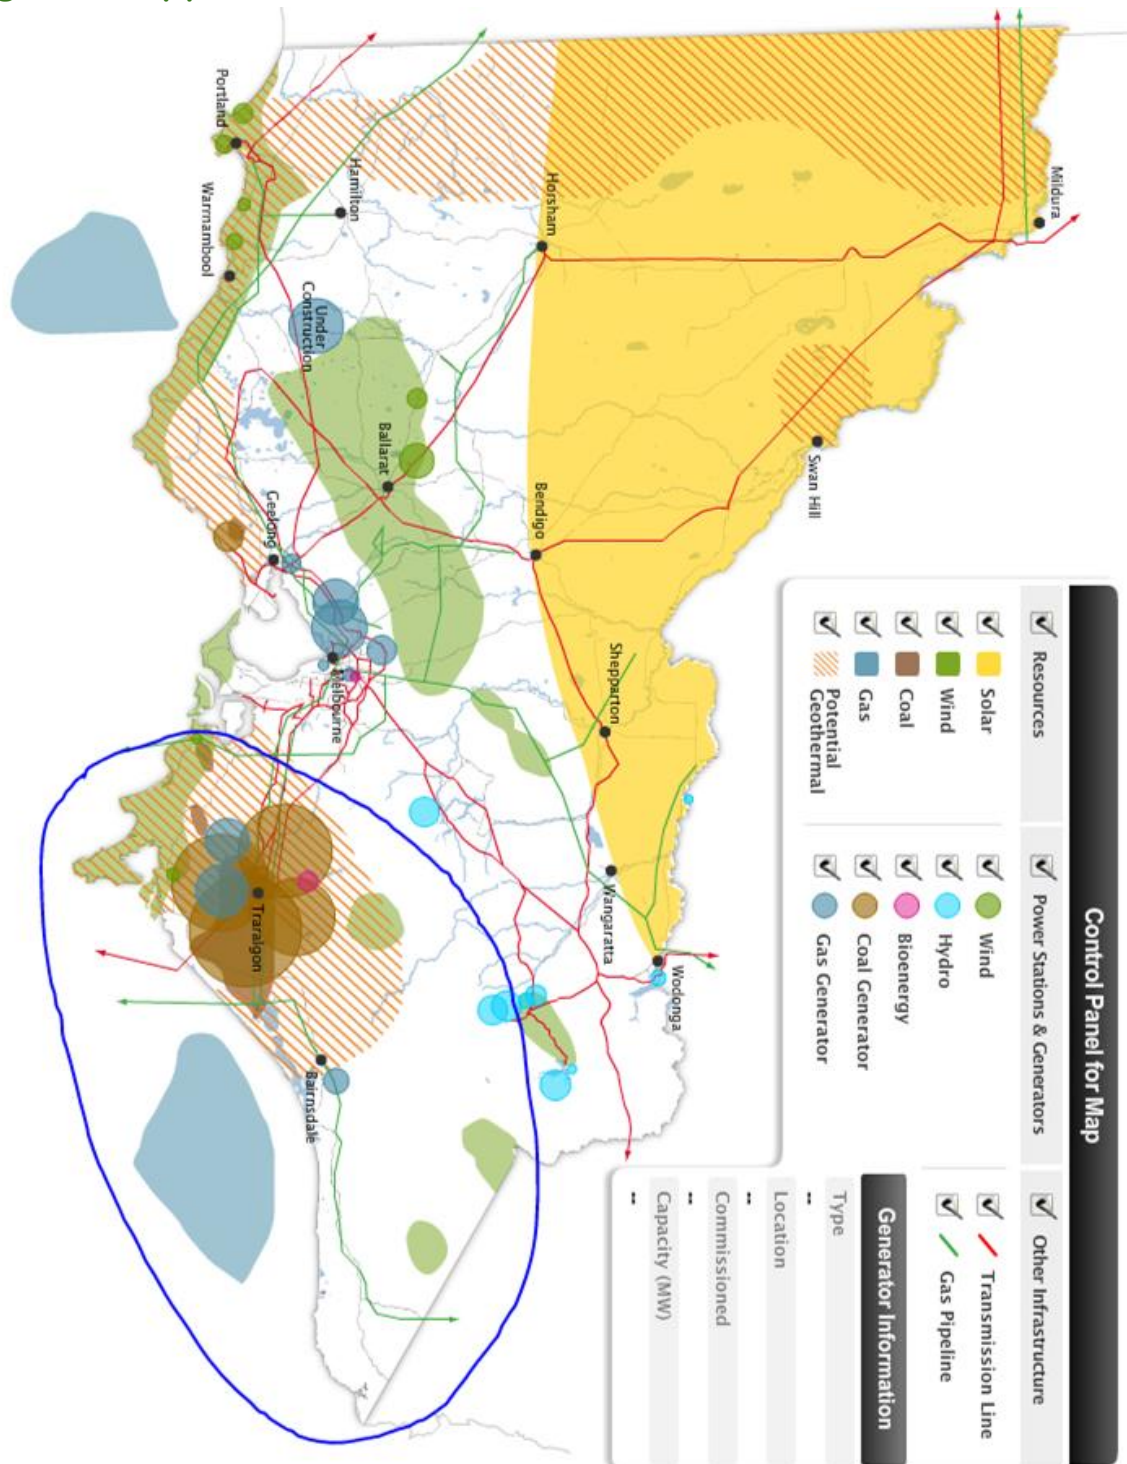 Control Panel for Map
Resources
Solar
Wind
Coal
Gas
Potential
Geothermal
Power Stations & Generators
Wind
Hydro
Bioenergy
Coal Generator
Gas Generator
Other Infrastructure
Transmission Line
Gas Pipeline
Generator Information
Type
--
Location
--
Commissioned
--
Capacity (MW)
--
Mildura
Swan Hill
Horsham
Bendigo
Shepparton
Wangaratta
Wodonga
Hamilton
Portland
Warrnambool
Under
Construction
Ballarat
Geelong
Melbourne
Traralgon
Bairnsdale